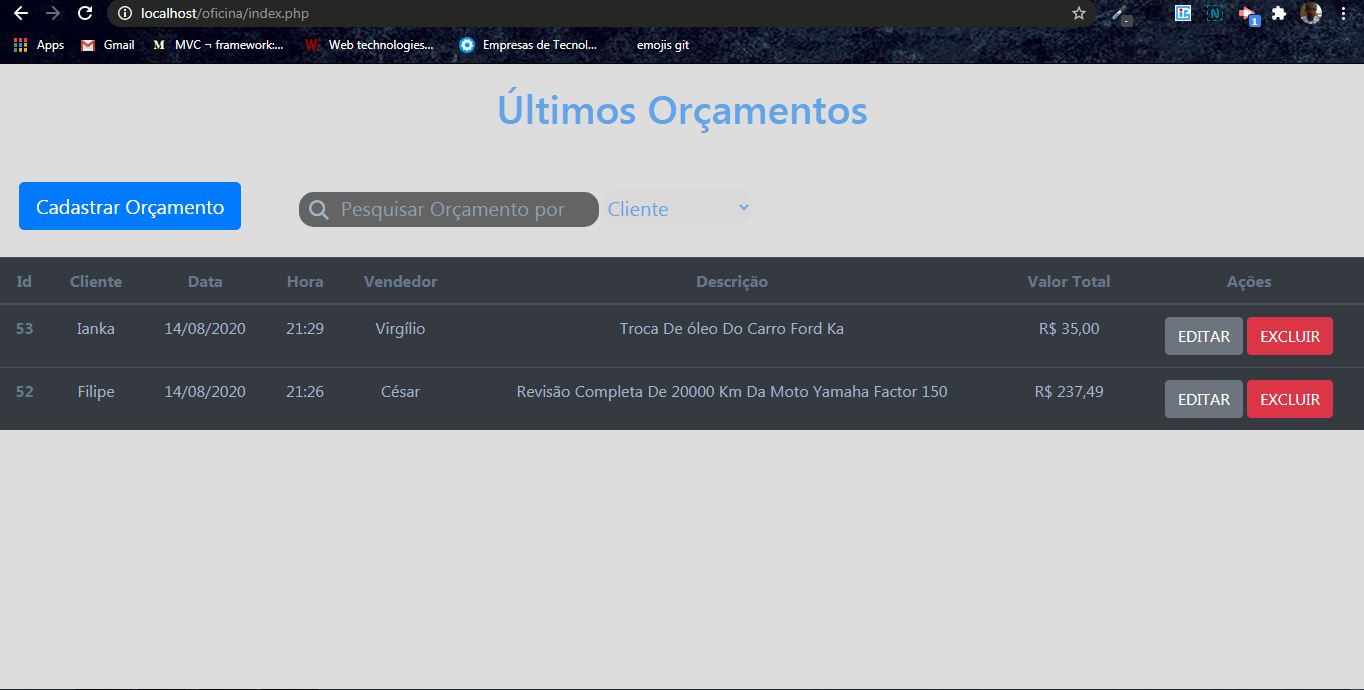 localhost/oficina/index.php
Apps Gmail M MVC ¬ framework:... W Web technologies... Empresas de Tecnol... emojis git
Últimos Orçamentos
Cadastrar Orçamento Pesquisar Orçamento por Cliente
Id Cliente Data Hora Vendedor Descrição Valor Total Ações
53 Ianka 14/08/2020 21:29 Virgílio Troca De óleo Do Carro Ford Ka R$ 35,00 EDITAR EXCLUIR
52 Filipe 14/08/2020 21:26 César Revisão Completa De 20000 Km Da Moto Yamaha Factor 150 R$ 237,49 EDITAR EXCLUIR